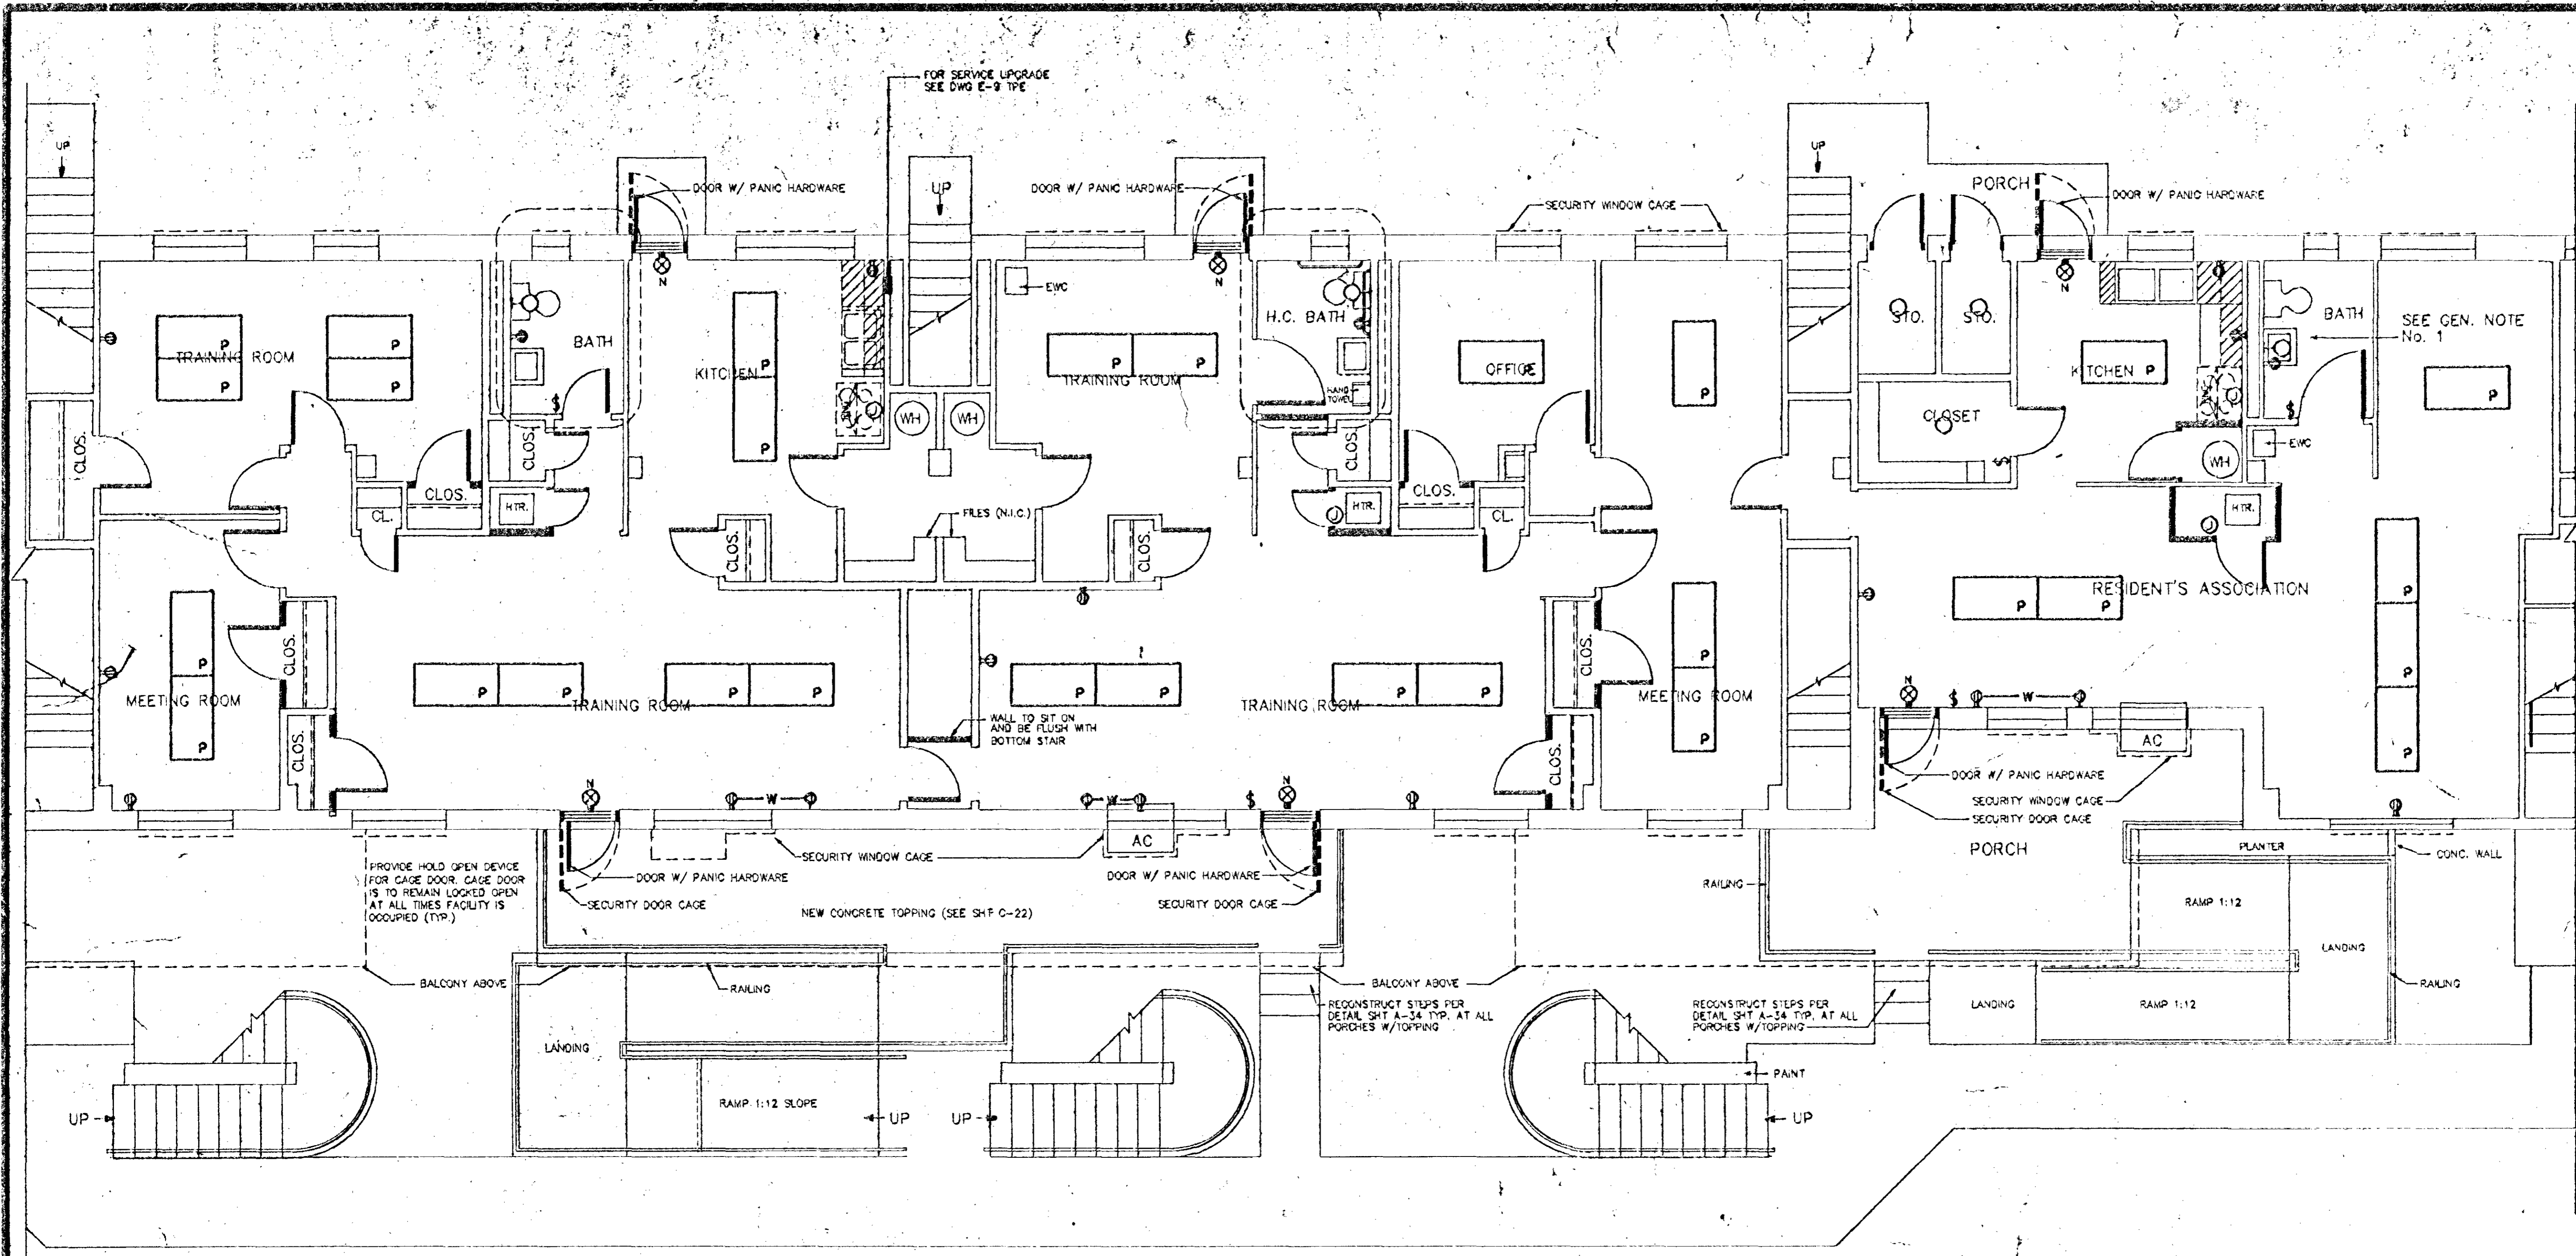 FOR SERVICE UPGRADE
SEE DWG E-9 TPE
UP
DOOR W/ PANIC HARDWARE
UP
DOOR W/ PANIC HARDWARE
SECURITY WINDOW CAGE
UP
PORCH
DOOR W/ PANIC HARDWARE
N
N
N
EWC
TRAINING ROOM
P
P
P
P
BATH
$
KITCHEN
P
P
TRAINING ROOM
P
P
H.C. BATH
HAND
TOWEL
OFFICE
P
P
STO.
STO.
KITCHEN
P
BATH
SEE GEN. NOTE
No. 1
P
CLOSET
$
$
EWC
WH
WH
WH
CLOS.
CLOS.
CLOS.
CL.
HTR.
CLOS.
CLOS.
FILES (N.I.C.)
CLOS.
J
HTR.
CLOS.
CL.
J
HTR.
MEETING ROOM
P
P
CLOS.
CLOS.
TRAINING ROOM
P
P
P
P
WALL TO SIT ON
AND BE FLUSH WITH
BOTTOM STAIR
TRAINING ROOM
P
P
P
P
CLOS.
CLOS.
MEETING ROOM
P
P
RESIDENT'S ASSOCIATION
P
P
P
P
P
N
$
W
AC
N
W
W
$
N
AC
DOOR W/ PANIC HARDWARE
SECURITY WINDOW CAGE
SECURITY DOOR CAGE
PROVIDE HOLD OPEN DEVICE
FOR CAGE DOOR. CAGE DOOR
IS TO REMAIN LOCKED OPEN
AT ALL TIMES FACILITY IS
OCCUPIED (TYP.)
SECURITY WINDOW CAGE
DOOR W/ PANIC HARDWARE
SECURITY DOOR CAGE
NEW CONCRETE TOPPING (SEE SHT C-22)
DOOR W/ PANIC HARDWARE
SECURITY DOOR CAGE
RAILING
PORCH
PLANTER
CONC. WALL
RAMP 1:12
LANDING
BALCONY ABOVE
RAILING
BALCONY ABOVE
RECONSTRUCT STEPS PER
DETAIL SHT A-34 TYP. AT ALL
PORCHES W/TOPPING
RECONSTRUCT STEPS PER
DETAIL SHT A-34 TYP. AT ALL
PORCHES W/TOPPING
LANDING
RAMP 1:12
RAILING
LANDING
PAINT
UP
RAMP 1:12 SLOPE
UP
UP
UP